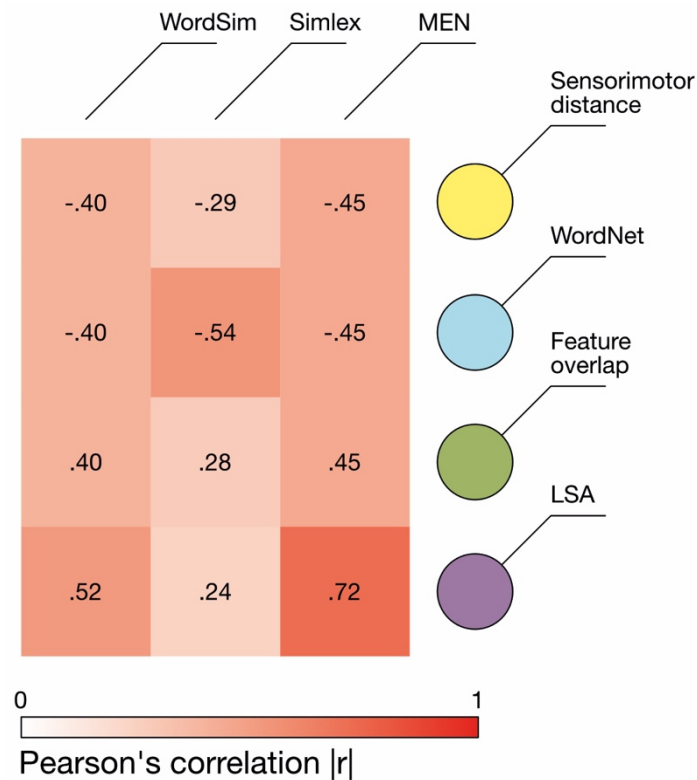 WordSim Simlex MEN
Sensorimotor
distance
-.40 -.29 -.45
WordNet
-.40 -.54 -.45
Feature
overlap
.40 .28 .45
LSA
.52 .24 .72
0 1
Pearson's correlation |r|